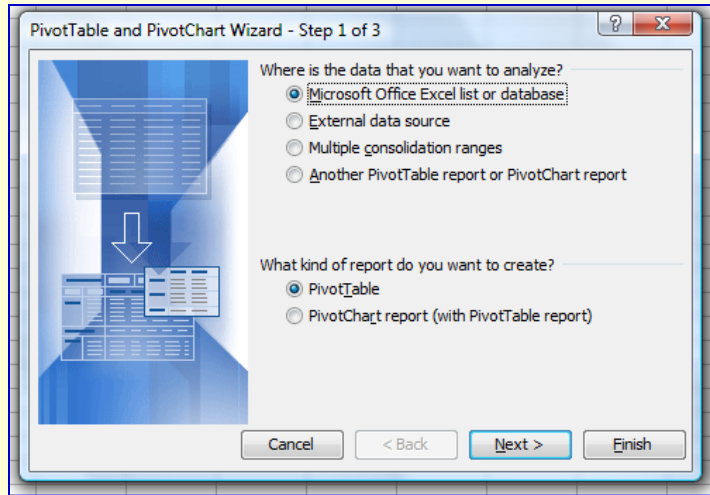 PivotTable and PivotChart Wizard - Step 1 of 3
?
X
Where is the data that you want to analyze?
Microsoft Office Excel list or database
External data source
Multiple consolidation ranges
Another PivotTable report or PivotChart report
What kind of report do you want to create?
PivotTable
PivotChart report (with PivotTable report)
Cancel
< Back
Next >
Finish